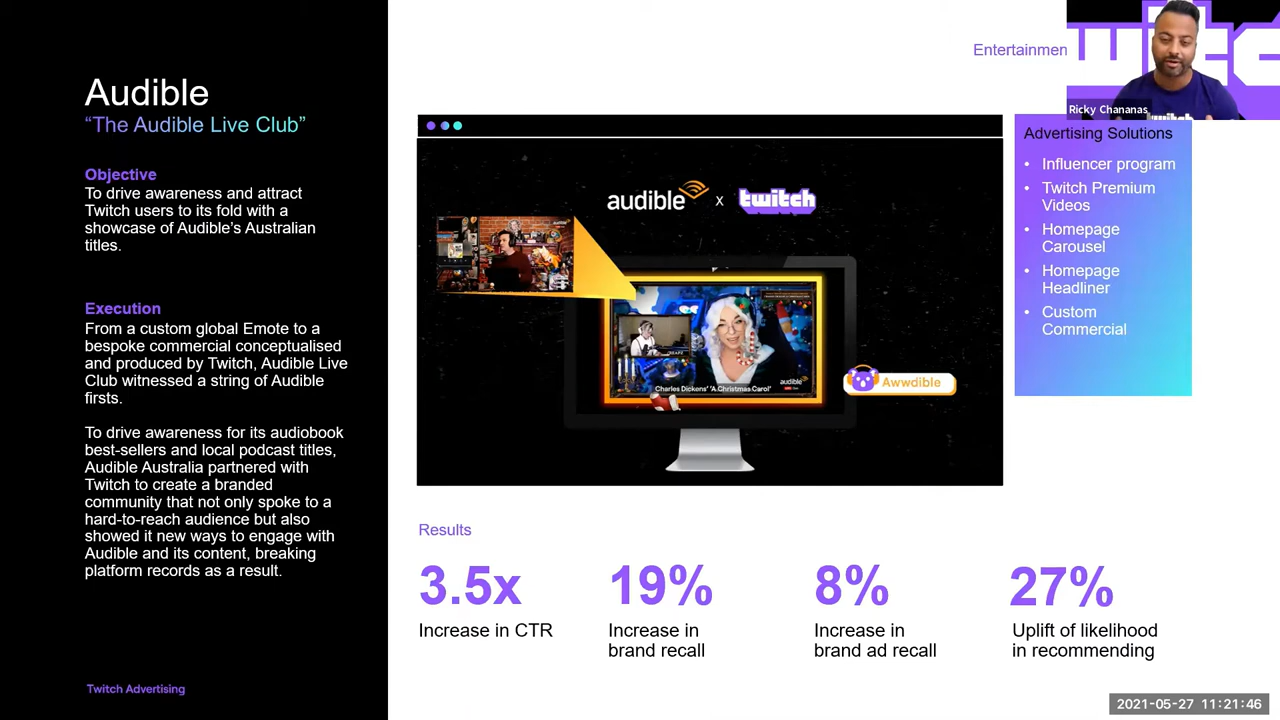 Audible
“The Audible Live Club”
Objective
To drive awareness and attract
Twitch users to its fold with a
showcase of Audible’s Australian
titles.
Execution
From a custom global Emote to a
bespoke commercial conceptualised
and produced by Twitch, Audible Live
Club witnessed a string of Audible
firsts.
To drive awareness for its audiobook
best-sellers and local podcast titles,
Audible Australia partnered with
Twitch to create a branded
community that not only spoke to a
hard-to-reach audience but also
showed it new ways to engage with
Audible and its content, breaking
platform records as a result.
Twitch Advertising
Entertainmen
Ricky Chananas
twitch
audible x twitch
Charles Dickens' 'A Christmas Carol'
audible
Awwdible
Advertising Solutions
• Influencer program
• Twitch Premium
Videos
• Homepage
Carousel
• Homepage
Headliner
• Custom
Commercial
Results
3.5x
Increase in CTR
19%
Increase in
brand recall
8%
Increase in
brand ad recall
27%
Uplift of likelihood
in recommending
2021-05-27 11:21:46